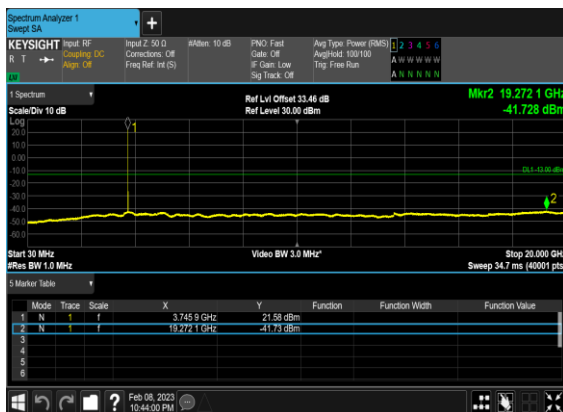 Spectrum Analyzer 1
Swept SA
+
KEYSIGHT Input: RF Input Z: 50 Ω #Atten: 10 dB PNO: Fast Avg Type: Power (RMS) 1 2 3 4 5 6
R T Coupling: DC Corrections: Off Gate: Off Avg|Hold: 100/100 A W W W W W
Align: Off Freq Ref: Int (S) IF Gain: Low Trig: Free Run
Sig Track: Off A N N N N N
1 Spectrum Ref Lvl Offset 33.46 dB Mkr2 19.272 1 GHz
Scale/Div 10 dB Ref Level 30.00 dBm -41.728 dBm
Log
20.0 1
10.0
0.00
-10.0 DL1 -13.00 dBm
-20.0
-30.0 2
-40.0
-50.0
-60.0
Start 30 MHz Video BW 3.0 MHz* Stop 20.000 GHz
#Res BW 1.0 MHz Sweep 34.7 ms (40001 pts)
5 Marker Table
Mode Trace Scale X Y Function Function Width Function Value
1 N 1 f 3.745 9 GHz 21.58 dBm
2 N 1 f 19.272 1 GHz -41.73 dBm
3
4
5
6
? Feb 08, 2023
10:44:00 PM